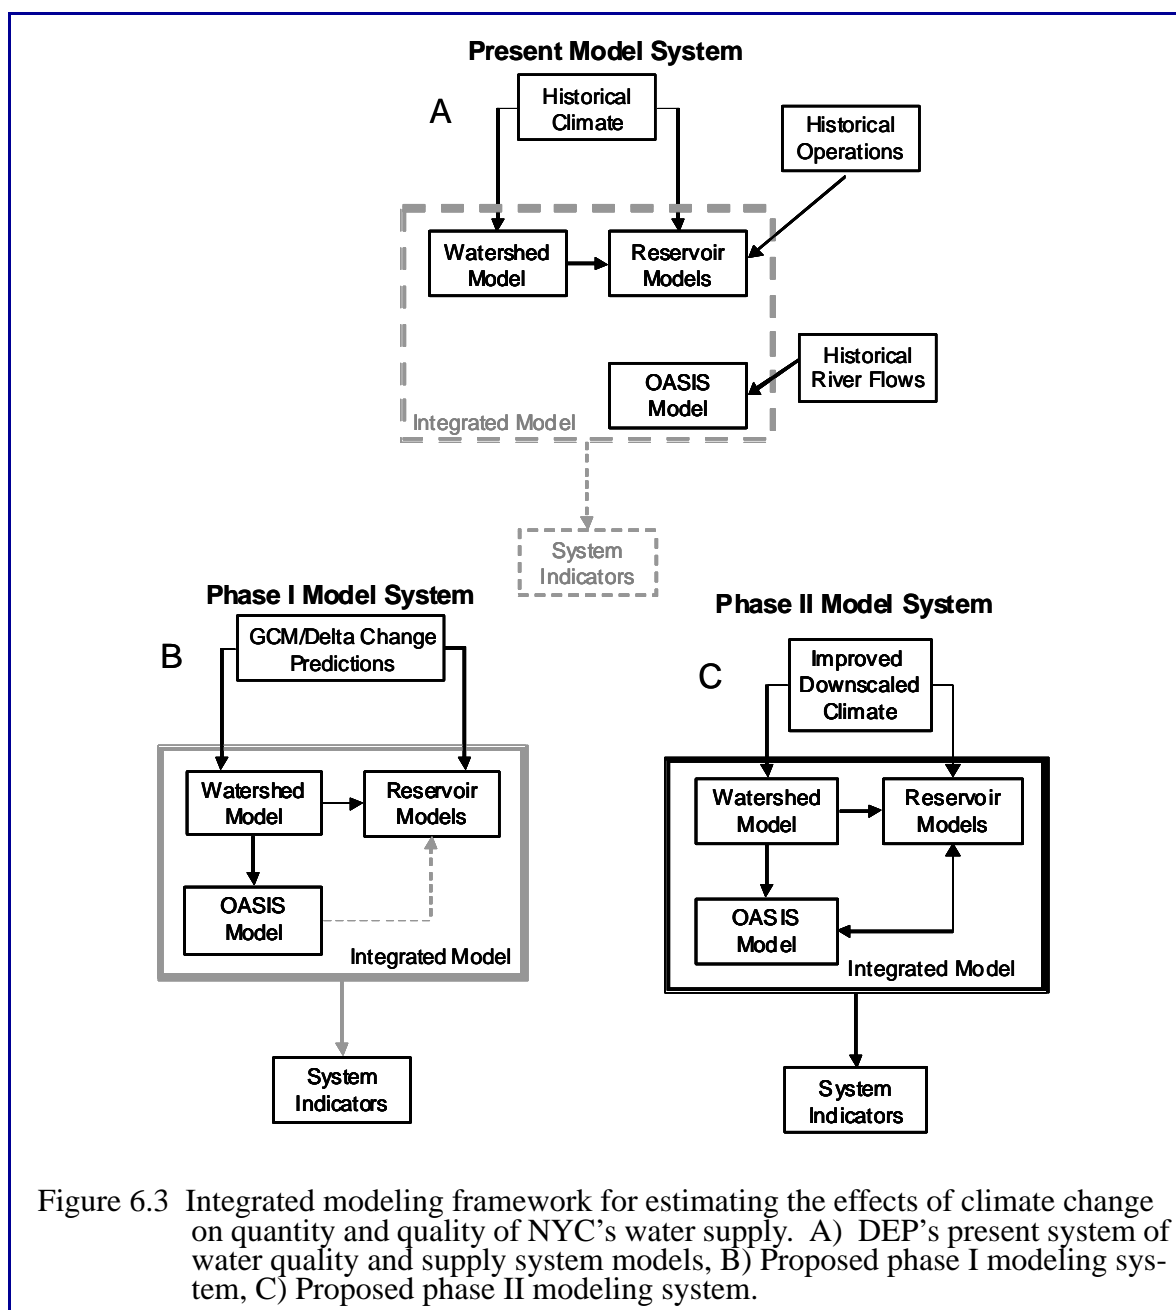 Present Model System
A
Historical
Climate
Historical
Operations
Watershed
Model
Reservoir
Models
OASIS
Model
Historical
River Flows
Integrated Model
System
Indicators
Phase I Model System
B
GCM/Delta Change
Predictions
Watershed
Model
Reservoir
Models
OASIS
Model
Integrated Model
System
Indicators
Phase II Model System
C
Improved
Downscaled
Climate
Watershed
Model
Reservoir
Models
OASIS
Model
Integrated Model
System
Indicators
Figure 6.3 Integrated modeling framework for estimating the effects of climate change
on quantity and quality of NYC's water supply. A) DEP's present system of
water quality and supply system models, B) Proposed phase I modeling sys-
tem, C) Proposed phase II modeling system.